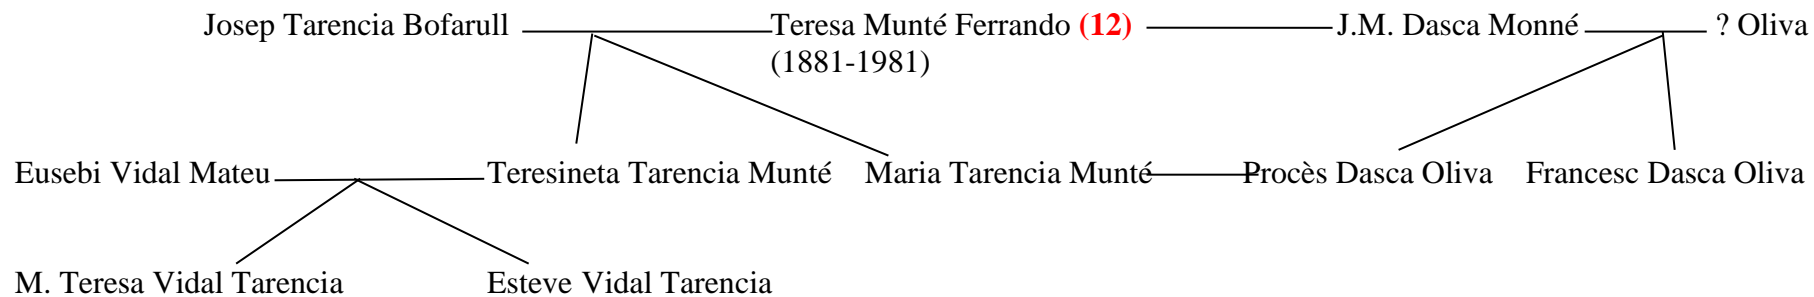 Josep Tarencia Bofarull Teresa Munté Ferrando (12) J.M. Dasca Monné ? Oliva
(1881-1981)
Eusebi Vidal Mateu Teresineta Tarencia Munté Maria Tarencia Munté Procès Dasca Oliva Francesc Dasca Oliva
M. Teresa Vidal Tarencia Esteve Vidal Tarencia